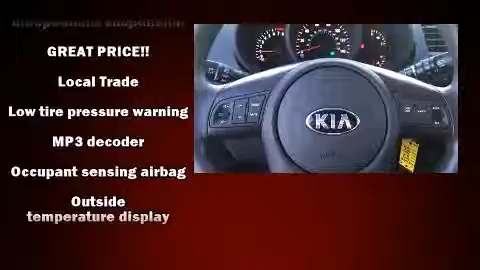 GREAT PRICE!!
Local Trade
Low tire pressure warning
MP3 decoder
Occupant sensing airbag
Outside
temperature display
KIA